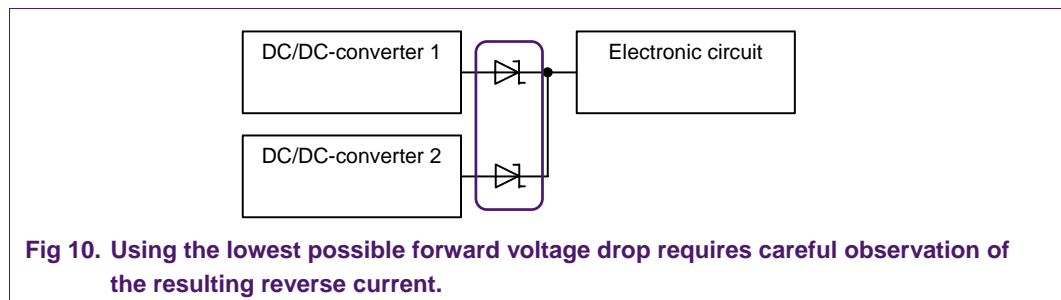 DC/DC-converter 1
Electronic circuit
DC/DC-converter 2
Fig 10. Using the lowest possible forward voltage drop requires careful observation of
the resulting reverse current.